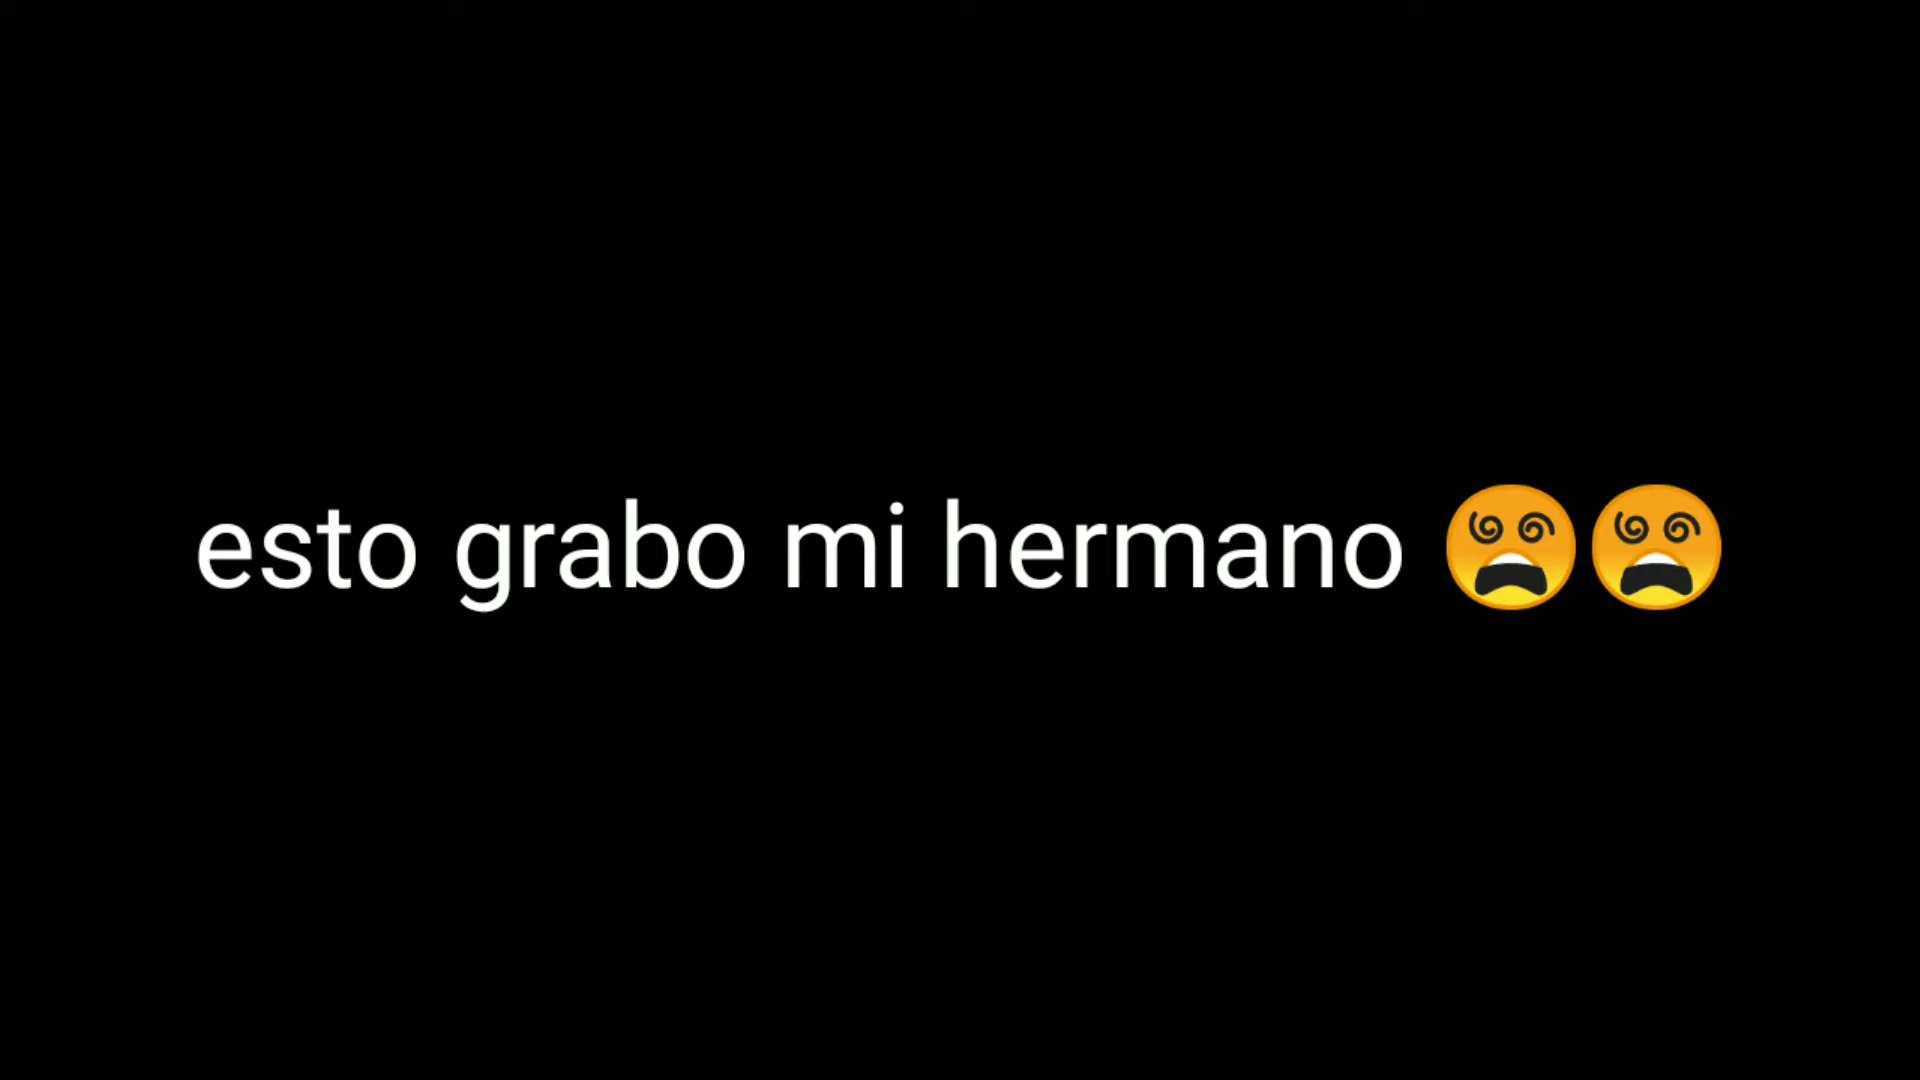 esto grabo mi hermano 😵‍💫😵‍💫